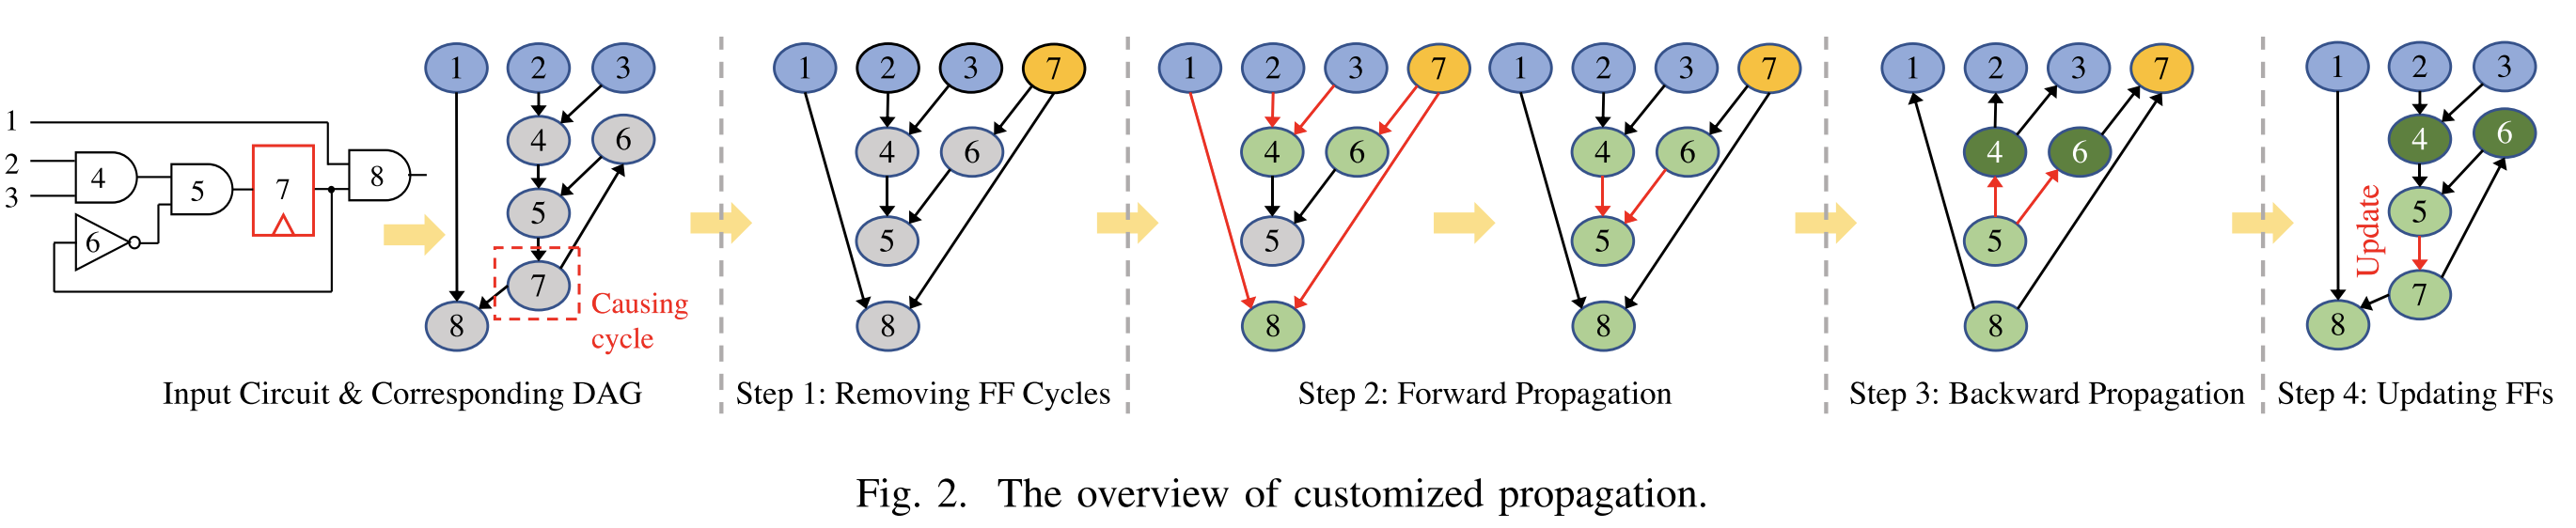 1 2 3 7 1 2 3 7 1 2 3 7 1 2 3 7 1 2 3
1
2
3
4 5 7 8
6
4 6
5
7
8
Causing
cycle
4 6
5
8
4 6
5
8
4 6
5
8
4 6
5
8
4 6
5
7
8
Update
Input Circuit & Corresponding DAG
Step 1: Removing FF Cycles
Step 2: Forward Propagation
Step 3: Backward Propagation
Step 4: Updating FFs
Fig. 2. The overview of customized propagation.